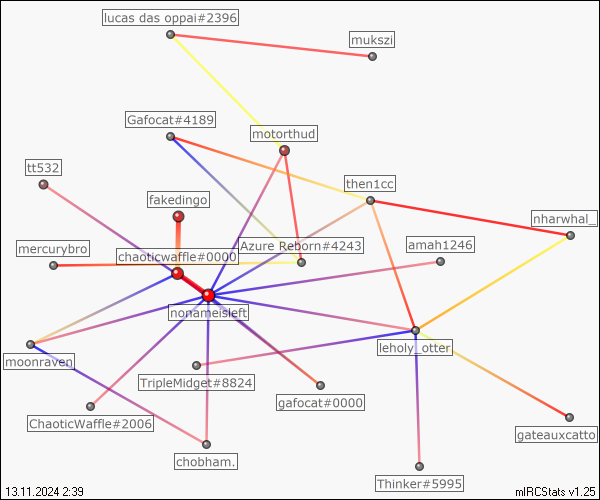 lucas das oppai#2396
mukszi
Gafocat#4189
motorthud
tt532
then1cc
fakedingo
nharwhal_
mercurybro
chaoticwaffle#0000
Azure Reborn#4243
amah1246
nonameisleft
leholy_otter
moonraven
TripleMidget#8824
gafocat#0000
ChaoticWaffle#2006
gateauxcatto
chobham.
Thinker#5995
13.11.2024 2:39
mIRCStats v1.25